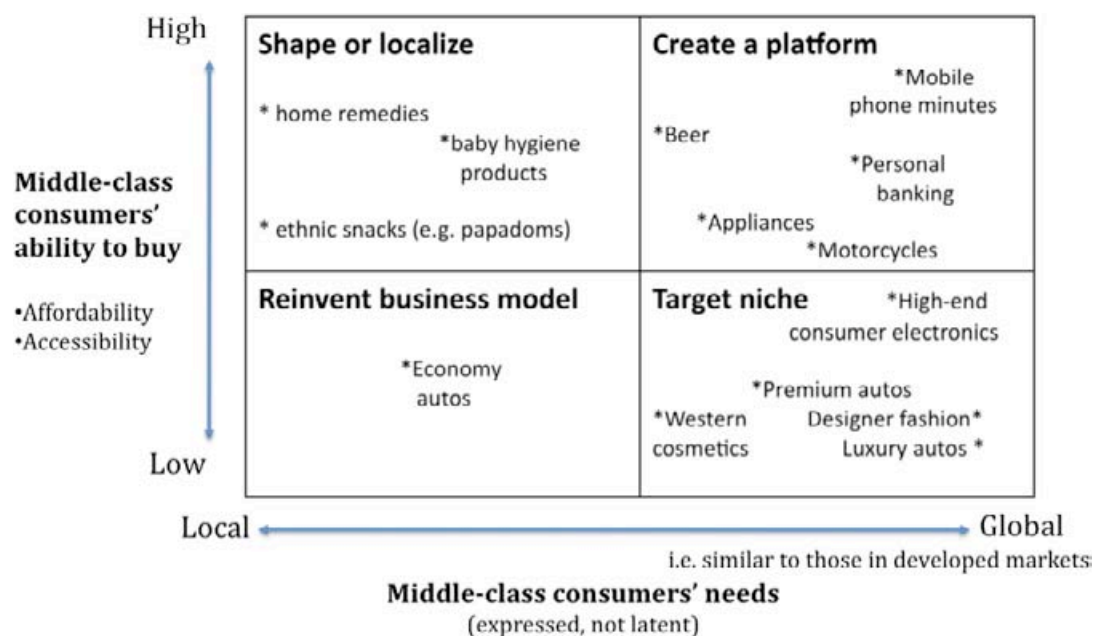 High
Middle-class
consumers'
ability to buy
•Affordability
•Accessibility
Low
Shape or localize
* home remedies
*baby hygiene
products
* ethnic snacks (e.g. papadoms)
Create a platform
*Mobile
phone minutes
*Beer
*Personal
banking
*Appliances
*Motorcycles
Reinvent business model
*Economy
autos
Target niche
*High-end
consumer electronics
*Premium autos
*Western
cosmetics
Designer fashion*
Luxury autos *
Local
Global
i.e. similar to those in developed markets
Middle-class consumers' needs
(expressed, not latent)